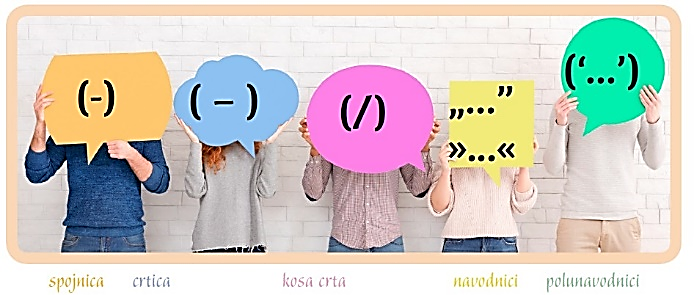 (-)
( – )
(/)
„...”
»...«
(‘...’)
spojnica crtica kosa crta navodnici polunavodnici